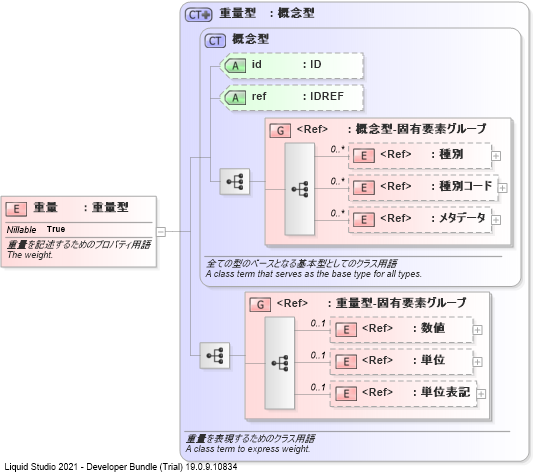 CT 重量型 : 概念型
CT 概念型
A id : ID
A ref : IDREF
G <Ref> : 概念型-固有要素グループ
0..* E <Ref> : 種別
0..* E <Ref> : 種別コード
0..* E <Ref> : メタデータ
E 重量 : 重量型
Nillable True
重量を記述するためのプロパティ用語
The weight.
全ての型のベースとなる基本型としてのクラス用語
A class term that serves as the base type for all types.
G <Ref> : 重量型-固有要素グループ
0..1 E <Ref> : 数値
0..1 E <Ref> : 単位
0..1 E <Ref> : 単位表記
重量を表現するためのクラス用語
A class term to express weight.
Liquid Studio 2021 - Developer Bundle (Trial) 19.0.9.10834